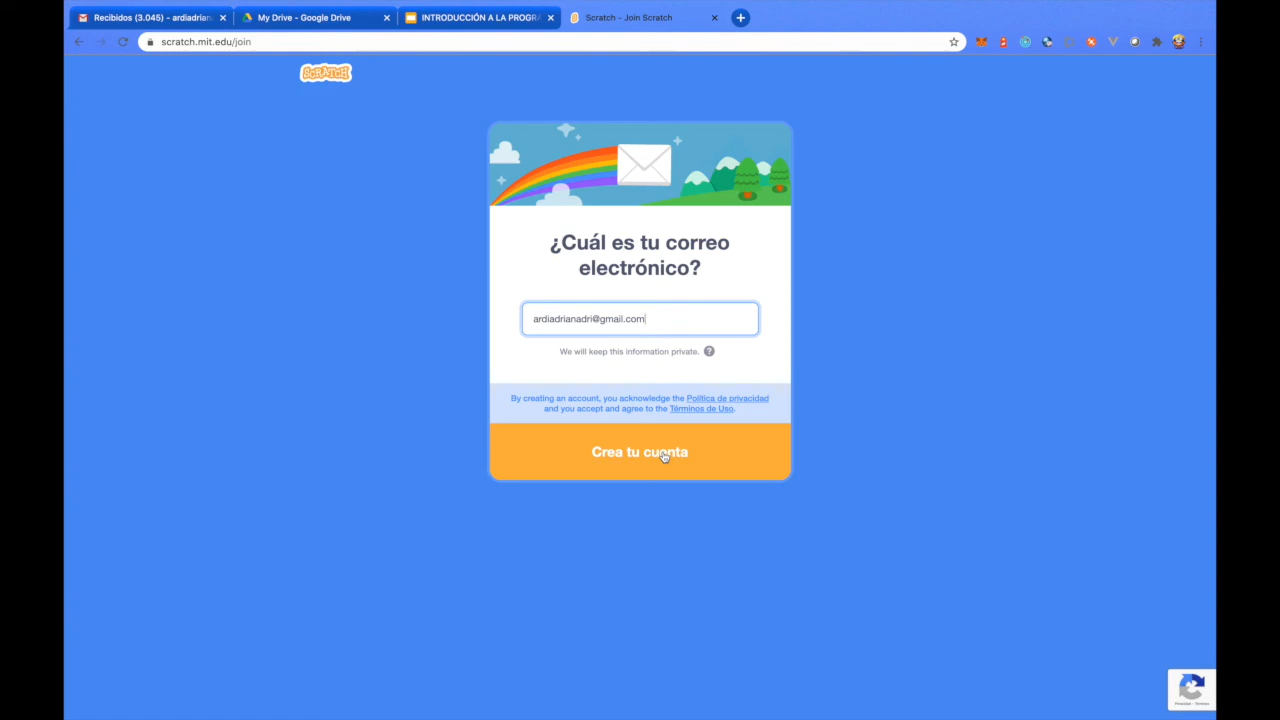 Recibidos (3.045) - ardiadrian
My Drive - Google Drive
INTRODUCCIÓN A LA PROGRA
Scratch - Join Scratch
scratch.mit.edu/join
SCRATCH
¿Cuál es tu correo
electrónico?
ardiadrianadri@gmail.com
We will keep this information private. ?
By creating an account, you acknowledge the Política de privacidad
and you accept and agree to the Términos de Uso.
Crea tu cuenta
Privacidad - Términos